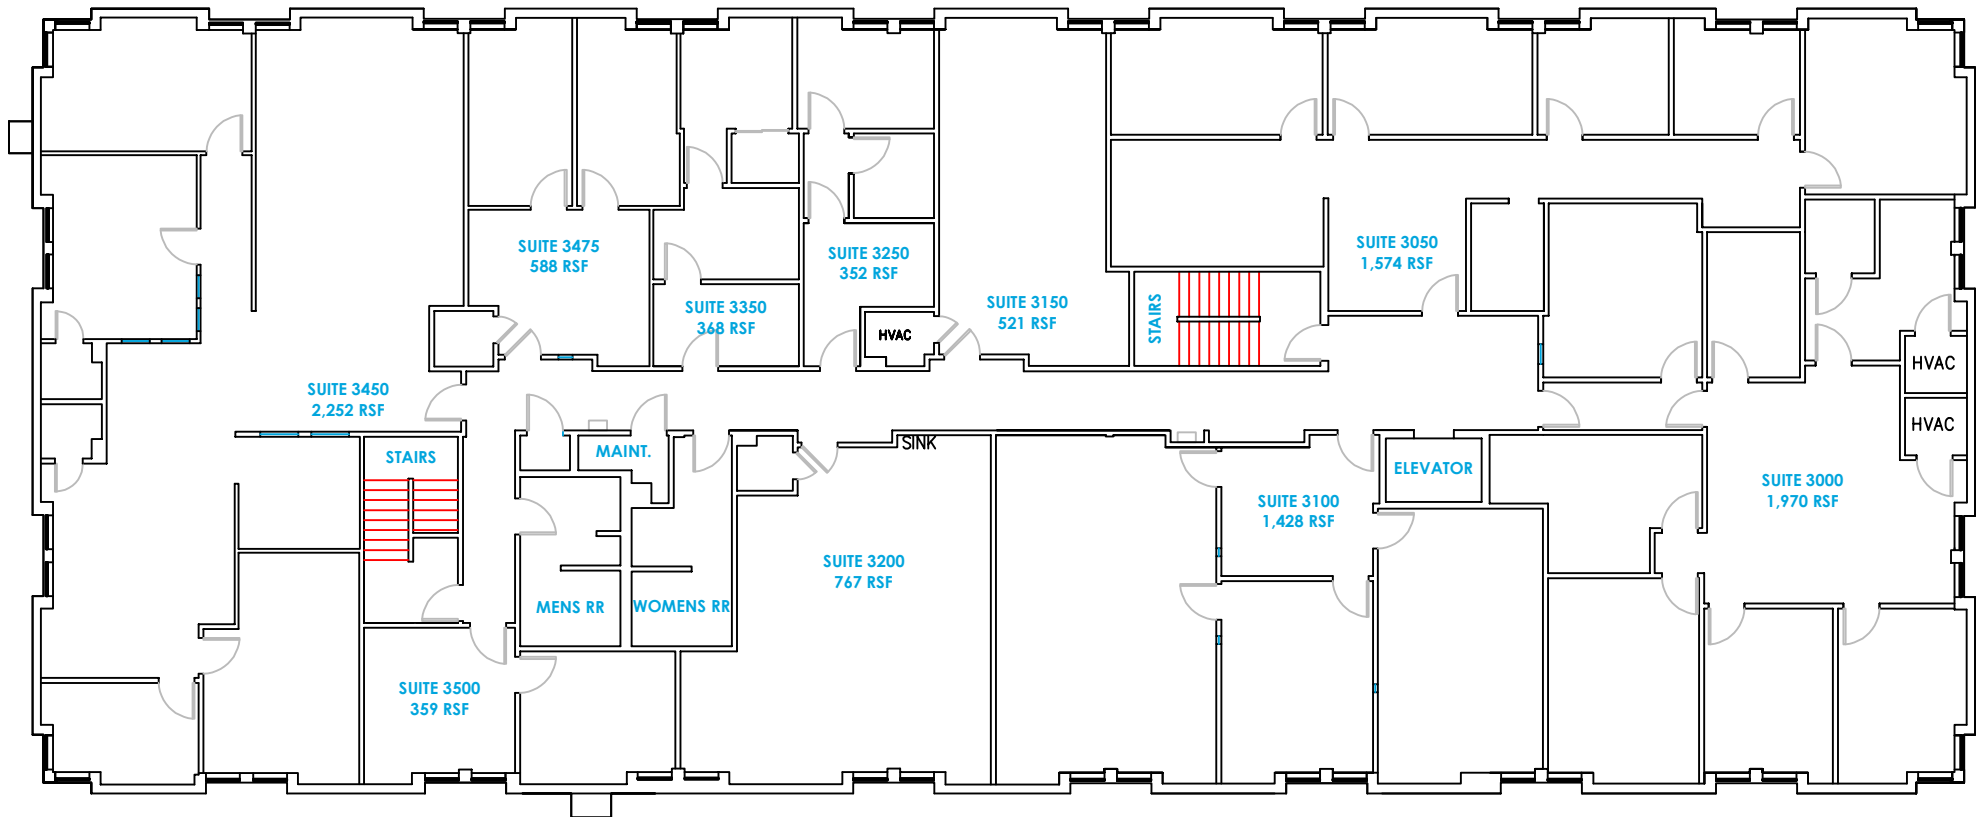 SUITE 3475
588 RSF
SUITE 3250
352 RSF
SUITE 3050
1,574 RSF
SUITE 3350
368 RSF
SUITE 3150
521 RSF
STAIRS
HVAC
HVAC
SUITE 3450
2,252 RSF
HVAC
STAIRS
MAINT.
SINK
ELEVATOR
SUITE 3100
1,428 RSF
SUITE 3000
1,970 RSF
SUITE 3200
767 RSF
MENS RR
WOMENS RR
SUITE 3500
359 RSF